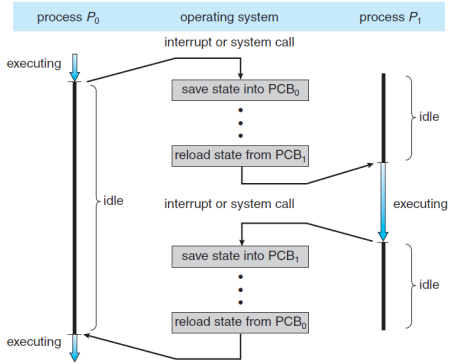 process P₀ operating system process P₁
interrupt or system call
executing
save state into PCB₀
idle
reload state from PCB₁
idle
interrupt or system call
executing
save state into PCB₁
idle
reload state from PCB₀
executing